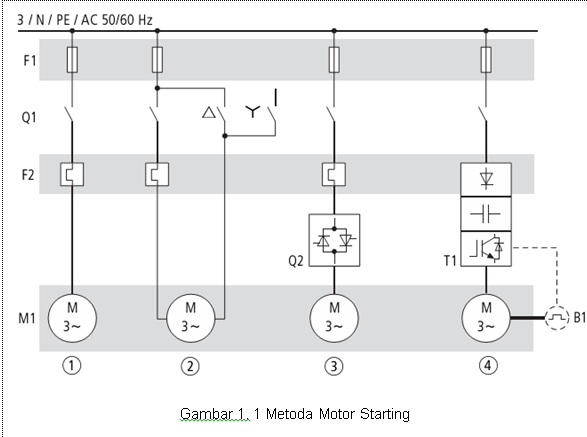 3 / N / PE / AC 50/60 Hz
F1
Q1
F2
Q2
T1
M1
M
3~
M
3~
M
3~
M
3~
B1
1
2
3
4
Gambar 1. 1 Metoda Motor Starting